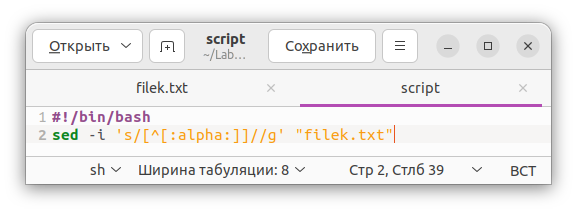 Открыть
script
~/Lab...
Сохранить
filek.txt
script
1 #!/bin/bash
2 sed -i 's/[^[:alpha:]]//g' "filek.txt"
sh
Ширина табуляции: 8
Стр 2, Стлб 39
ВСТ